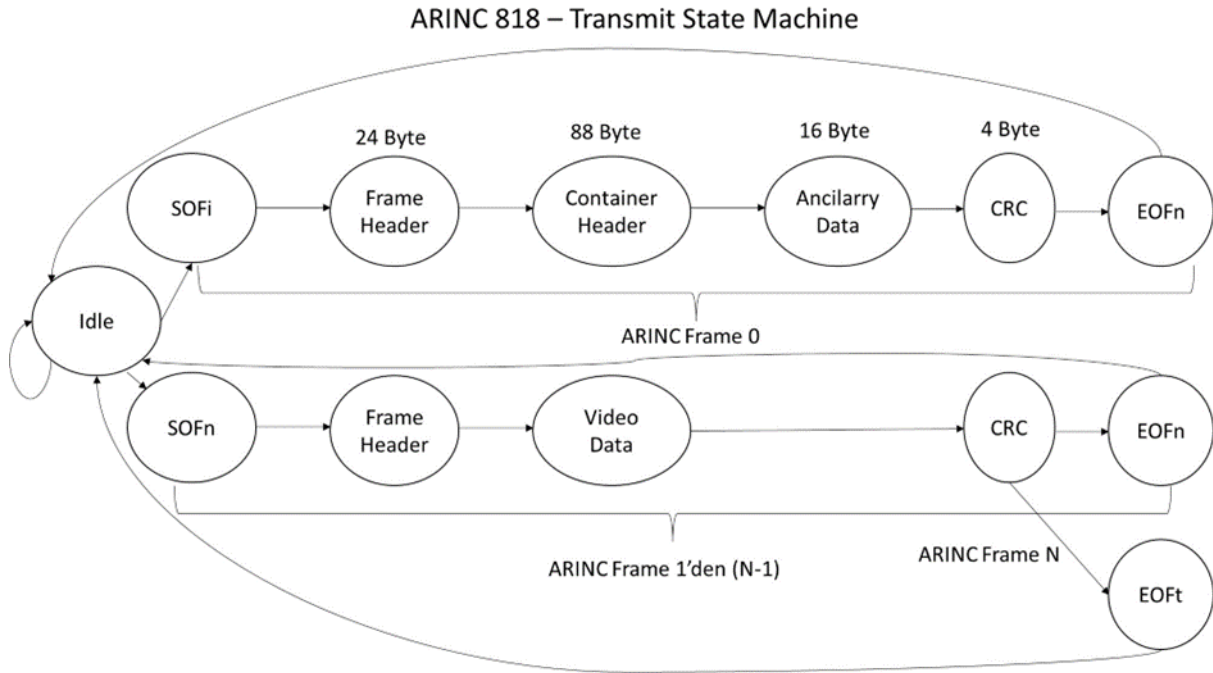 ARINC 818 – Transmit State Machine
24 Byte
88 Byte
16 Byte
4 Byte
SOFi
Frame
Header
Container
Header
Ancilarry
Data
CRC
EOFn
Idle
ARINC Frame 0
SOFn
Frame
Header
Video
Data
CRC
EOFn
ARINC Frame 1'den (N-1)
ARINC Frame N
EOFt